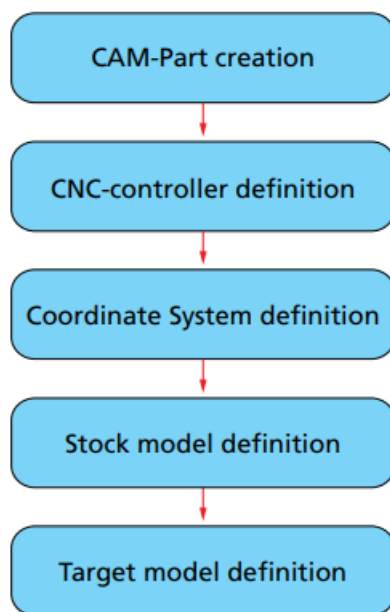 CAM-Part creation
CNC-controller definition
Coordinate System definition
Stock model definition
Target model definition